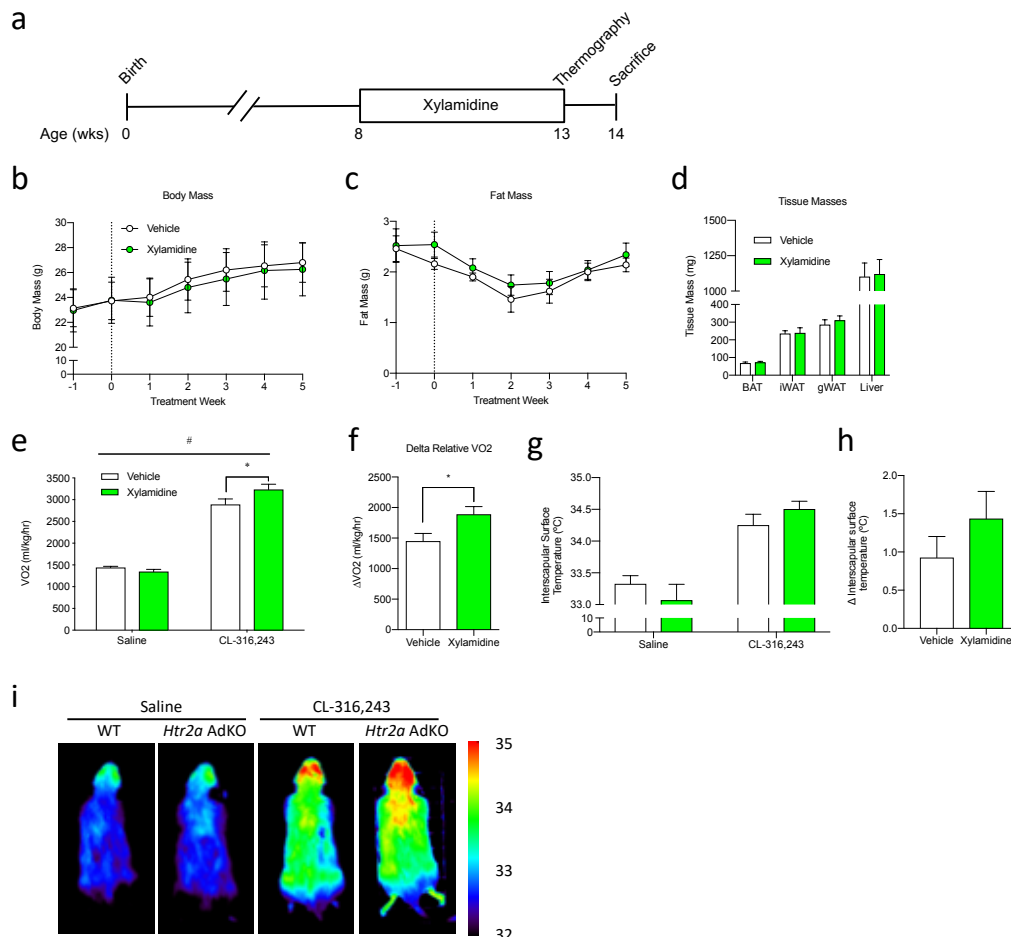 a
Birth
Thermography
Sacrifice
Xylamidine
Age (wks) 0 8 13 14
b
Body Mass
Vehicle
Xylamidine
Body Mass (g)
30
28
26
24
22
20
10
0
-1 0 1 2 3 4 5
Treatment Week
c
Fat Mass
Fat Mass (g)
3
2
1
0
-1 0 1 2 3 4 5
Treatment Week
d
Tissue Masses
Vehicle
Xylamidine
Tissue Mass (mg)
1500
1100
400
300
200
100
0
BAT iWAT gWAT Liver
e
#
*
Vehicle
Xylamidine
VO2 (ml/kg/hr)
3500
3000
2500
2000
1500
1000
500
0
Saline CL-316,243
f
Delta Relative VO2
*
ΔVO2 (ml/kg/hr)
2500
2000
1500
1000
500
0
Vehicle Xylamidine
g
Interscapular Surface
Temperature (ºC)
35.0
34.5
34.0
33.5
33.0
10
0
Saline CL-316,243
h
Δ Interscapular surface
temperature (ºC)
2.0
1.5
1.0
0.5
0.0
Vehicle Xylamidine
i
Saline CL-316,243
WT Htr2a AdKO WT Htr2a AdKO
35
34
33
32